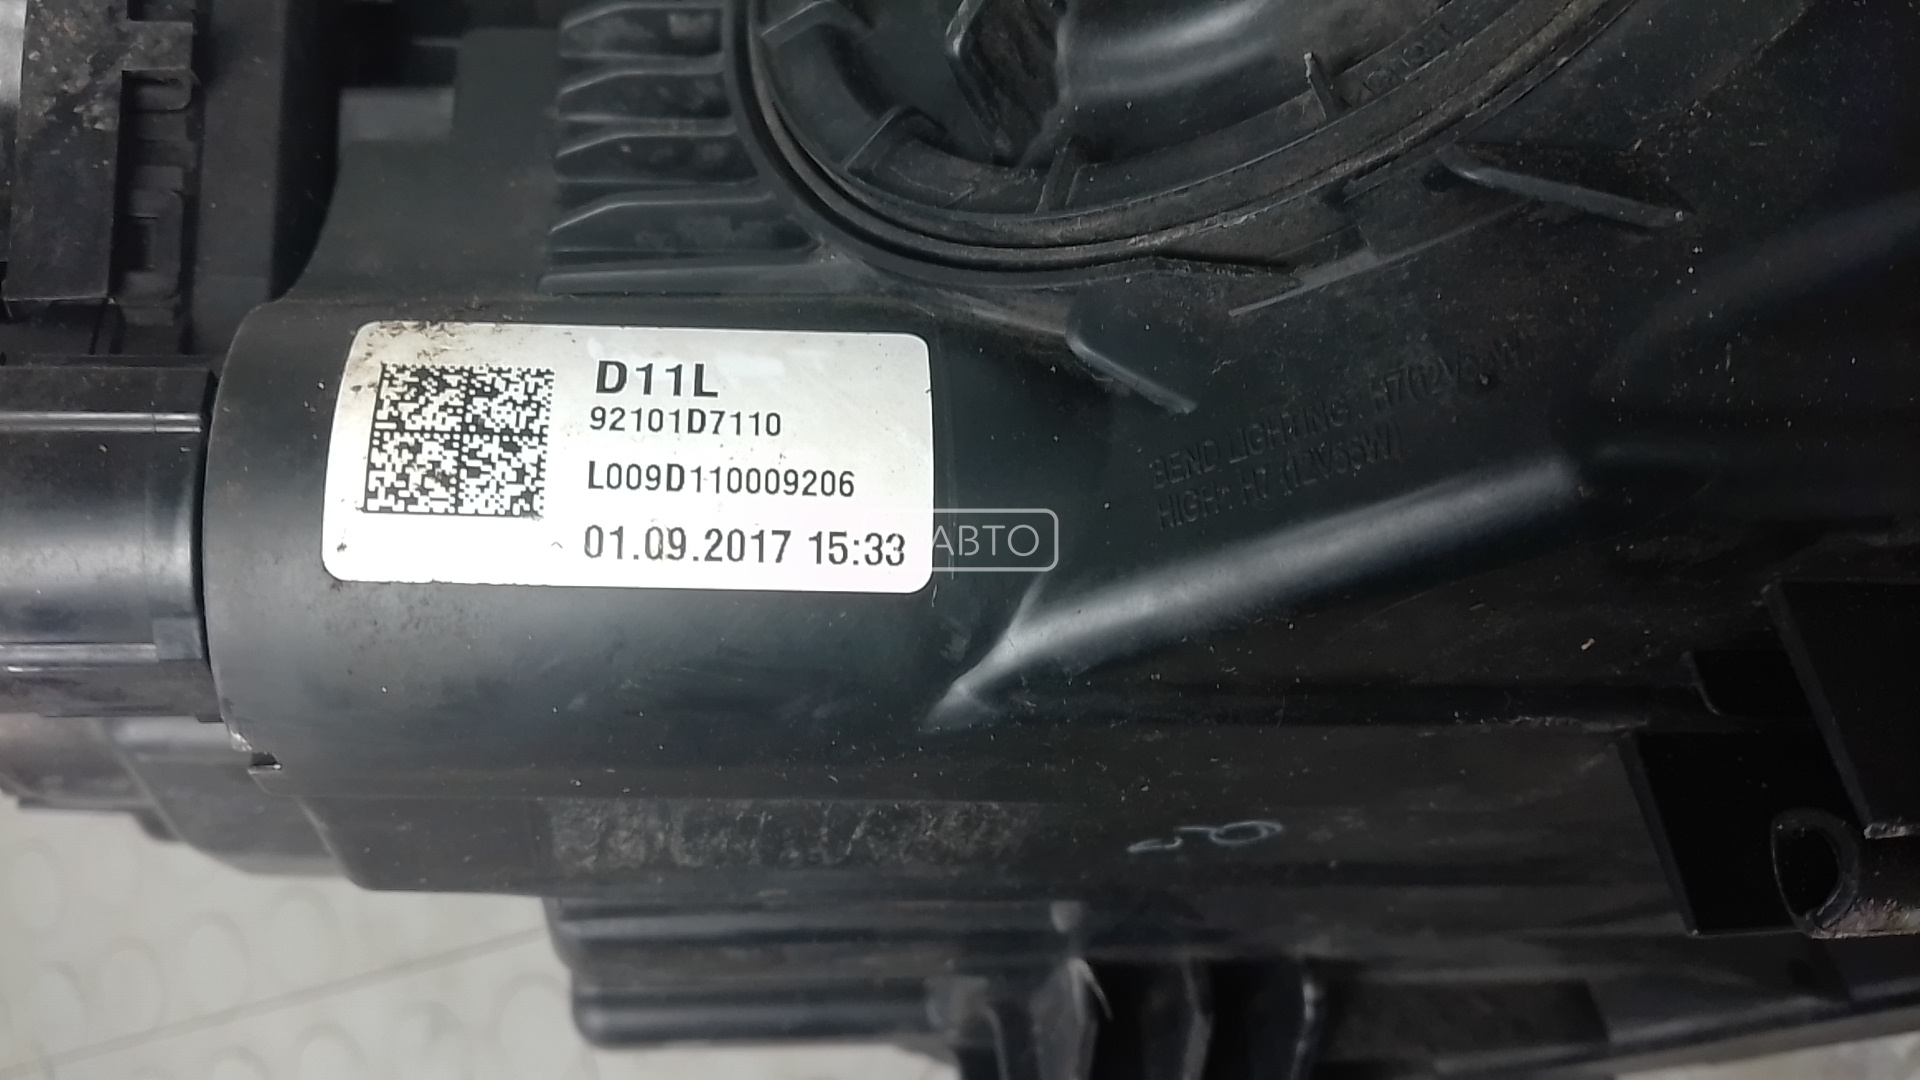 D11L
92101D7110
L009D110009206
01.09.2017 15:33
АВТО
BEND LIGHTING : H7(12V55W)
HIGH : H7 (12V55W)